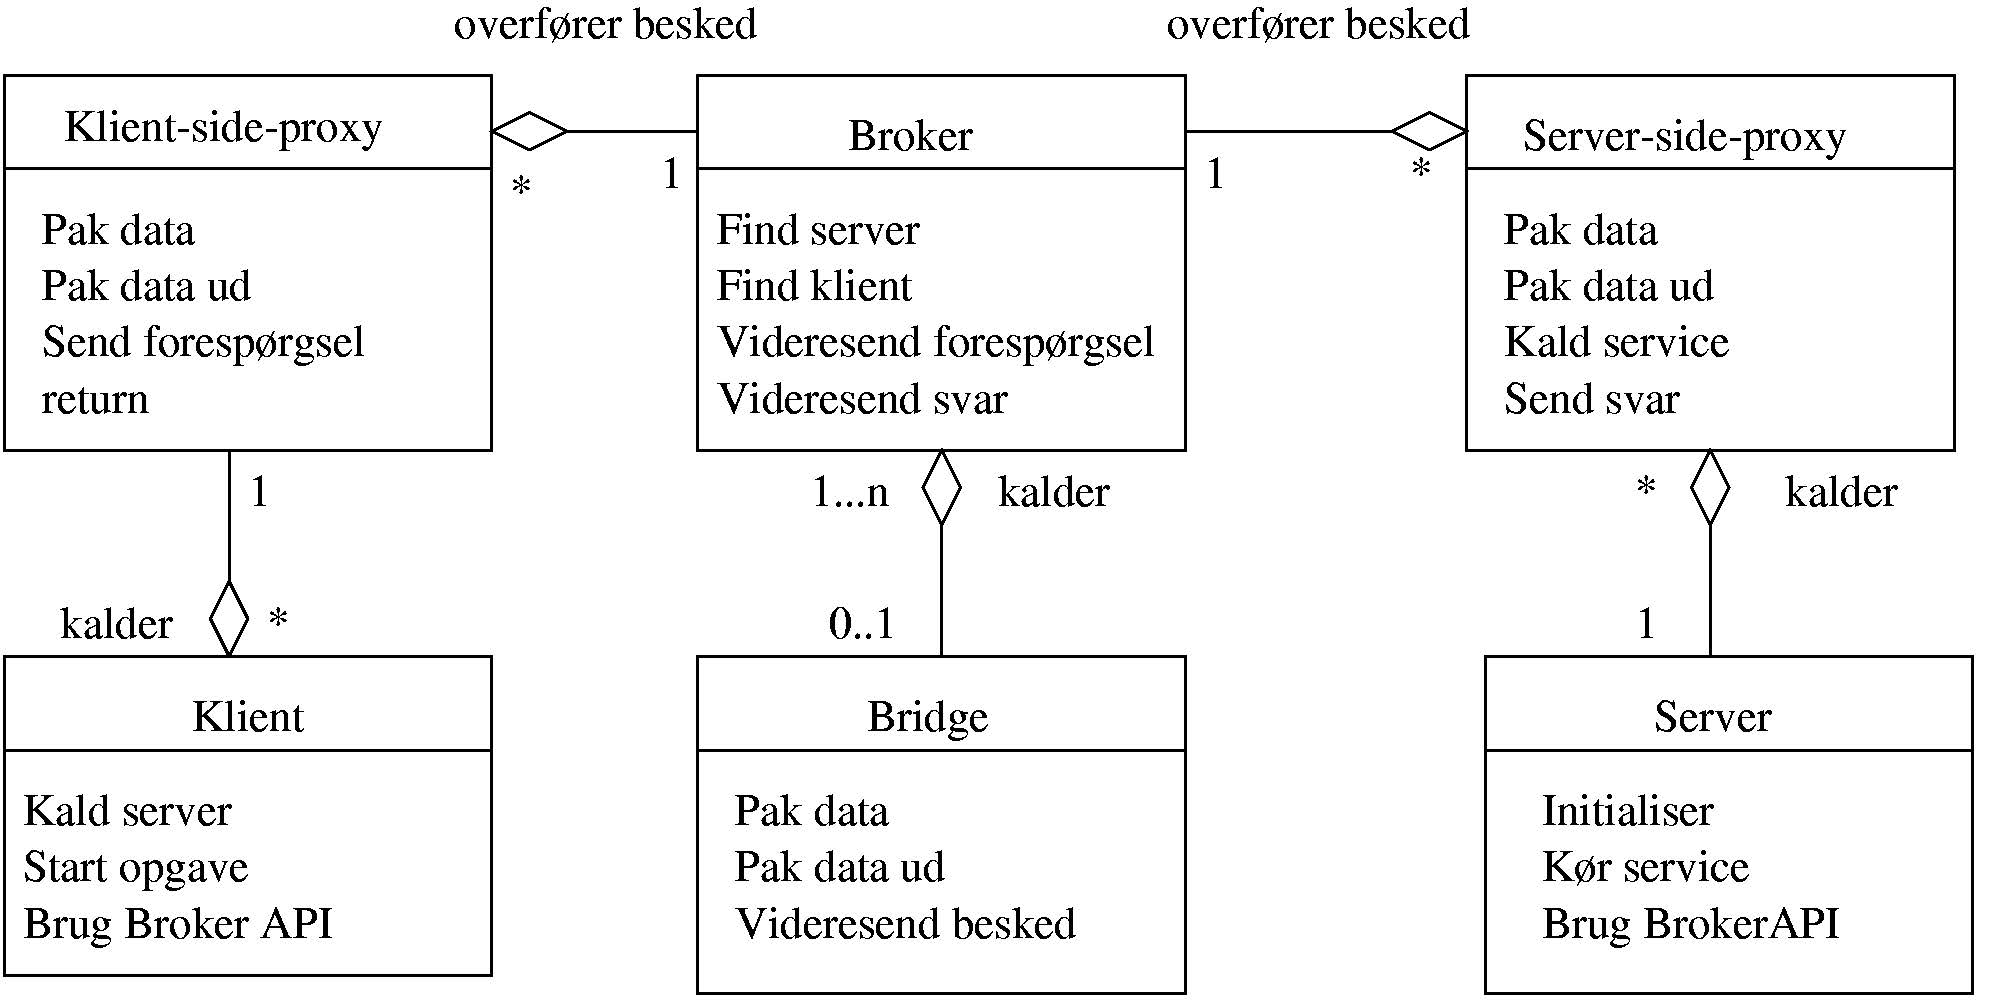 overfører besked
overfører besked
Klient-side-proxy
Pak data
Pak data ud
Send forespørgsel
return
*
1
Broker
Find server
Find klient
Videresend forespørgsel
Videresend svar
1
*
Server-side-proxy
Pak data
Pak data ud
Kald service
Send svar
1
kalder
*
1...n
kalder
0..1
*
kalder
1
Klient
Kald server
Start opgave
Brug Broker API
Bridge
Pak data
Pak data ud
Videresend besked
Server
Initialiser
Kør service
Brug BrokerAPI